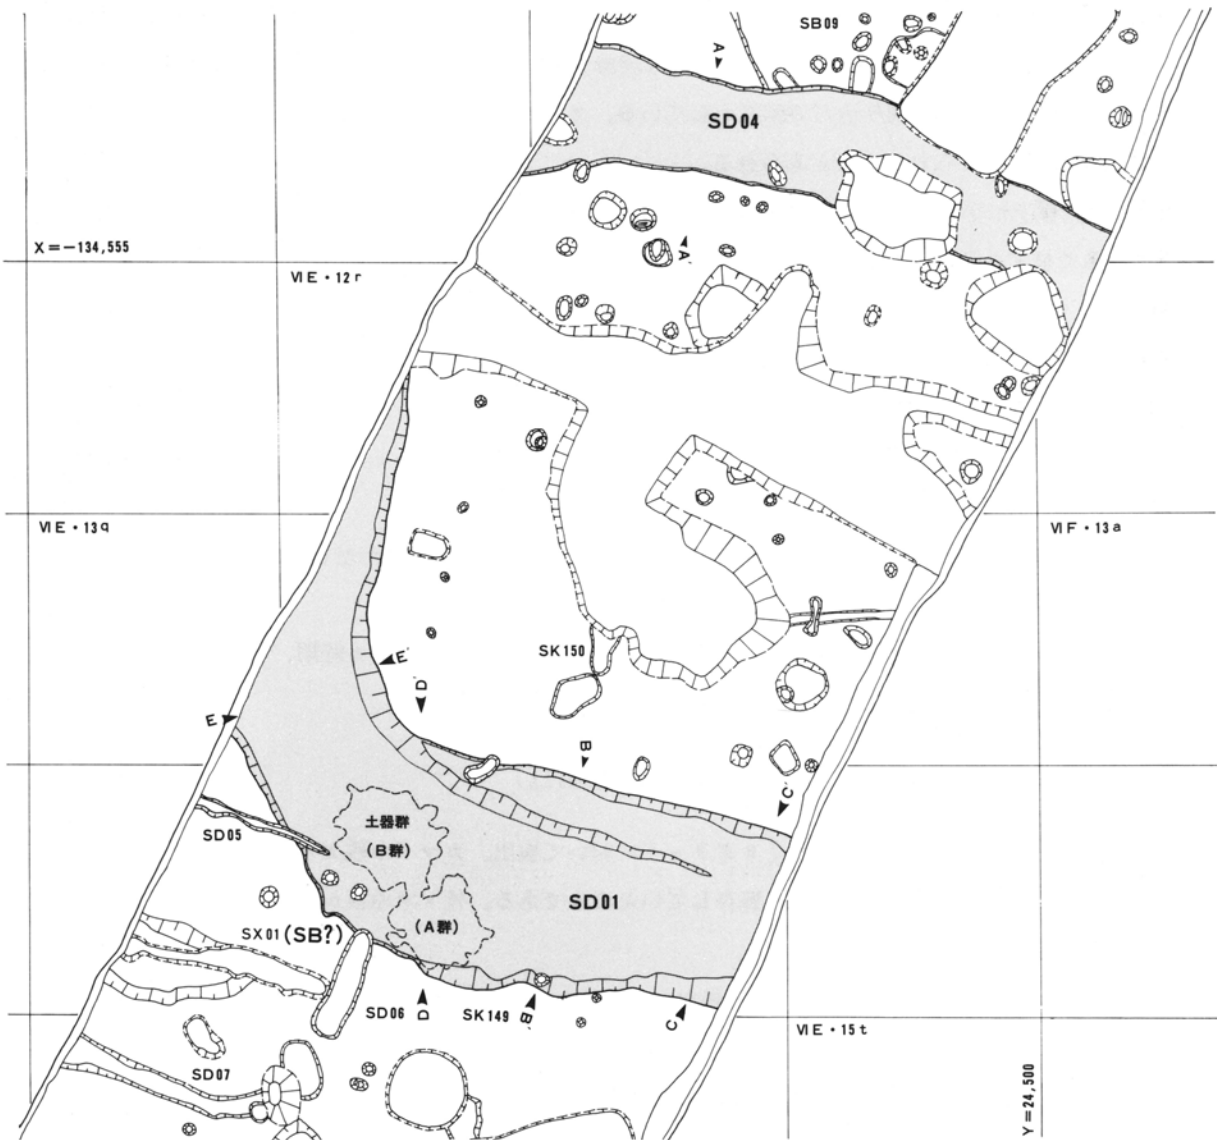 SB09
A
SD04
X=−134,555
A'
VIE・12r
VIE・13q
VIF・13a
SK150
E'
D'
E
B
C'
土器群
(B群)
SD05
SD01
(A群)
SX01(SB?)
SD06
D
SK149
B'
C
VIE・15t
SD07
Y=24,500